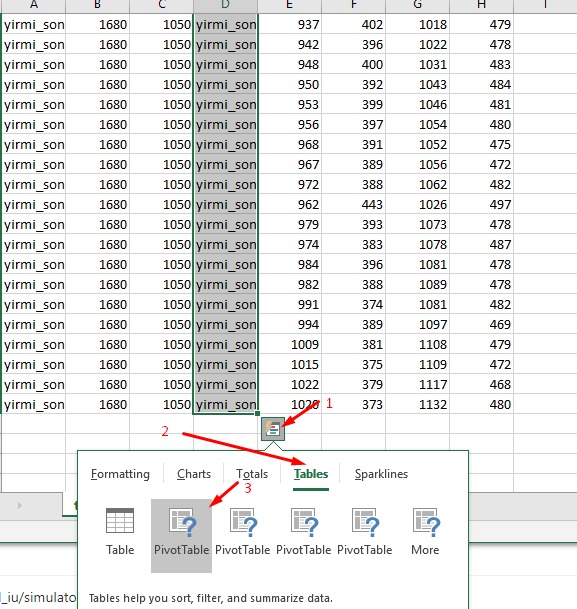 A B C D E F G H I
yirmi_son 1680 1050 yirmi_son 937 402 1018 479
yirmi_son 1680 1050 yirmi_son 942 396 1022 478
yirmi_son 1680 1050 yirmi_son 948 400 1031 483
yirmi_son 1680 1050 yirmi_son 950 392 1043 484
yirmi_son 1680 1050 yirmi_son 953 399 1046 481
yirmi_son 1680 1050 yirmi_son 956 397 1054 480
yirmi_son 1680 1050 yirmi_son 968 391 1052 475
yirmi_son 1680 1050 yirmi_son 967 389 1056 472
yirmi_son 1680 1050 yirmi_son 972 388 1062 482
yirmi_son 1680 1050 yirmi_son 962 443 1026 497
yirmi_son 1680 1050 yirmi_son 979 393 1073 478
yirmi_son 1680 1050 yirmi_son 974 383 1078 487
yirmi_son 1680 1050 yirmi_son 984 396 1081 478
yirmi_son 1680 1050 yirmi_son 982 388 1089 478
yirmi_son 1680 1050 yirmi_son 991 374 1081 482
yirmi_son 1680 1050 yirmi_son 994 389 1097 469
yirmi_son 1680 1050 yirmi_son 1009 381 1108 479
yirmi_son 1680 1050 yirmi_son 1015 375 1109 472
yirmi_son 1680 1050 yirmi_son 1022 379 1117 468
yirmi_son 1680 1050 yirmi_son 1020 373 1132 480
1
2
Formatting Charts Totals Tables Sparklines
3
Table PivotTable PivotTable PivotTable PivotTable More
l_iu/simulato
Tables help you sort, filter, and summarize data.